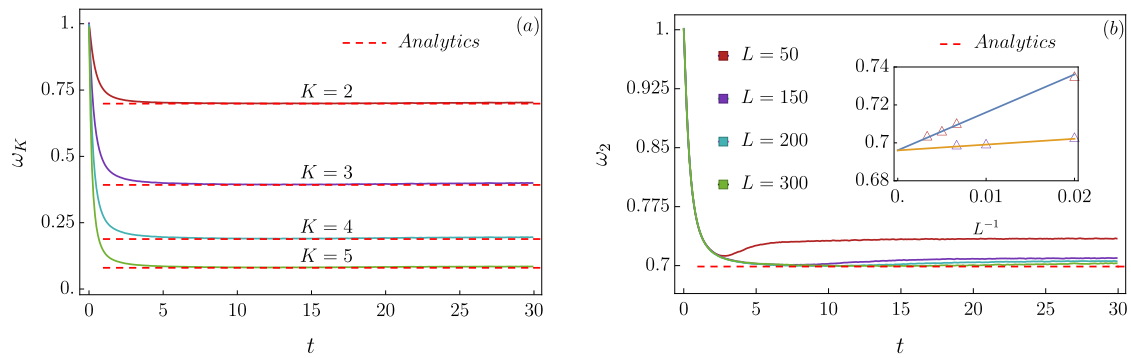 (a)
1.
0.75
0.5
0.25
0.
ω_K
Analytics
K = 2
K = 3
K = 4
K = 5
0 5 10 15 20 25 30
t
(b)
1.
0.925
0.85
0.775
0.7
ω_2
L = 50
L = 150
L = 200
L = 300
Analytics
0.74
0.72
0.7
0.68
0. 0.01 0.02
L^{-1}
0 5 10 15 20 25 30
t